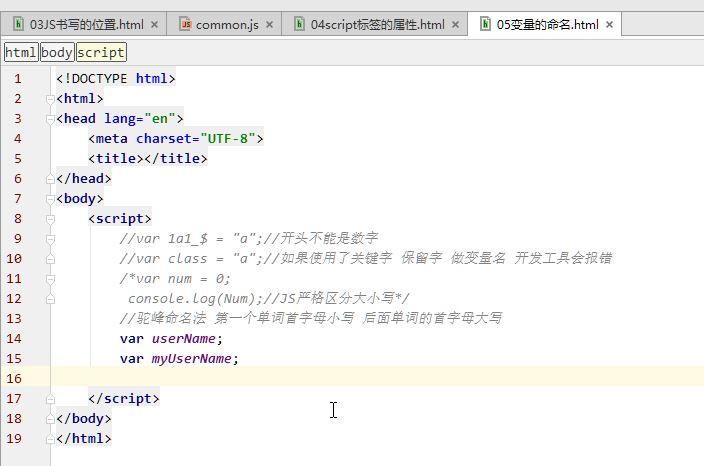 03JS书写的位置.html common.js 04script标签的属性.html 05变量的命名.html
html body script
1 <!DOCTYPE html>
2 <html>
3 <head lang="en">
4 <meta charset="UTF-8">
5 <title></title>
6 </head>
7 <body>
8 <script>
9 //var 1a1_$ = "a";//开头不能是数字
10 //var class = "a";//如果使用了关键字 保留字 做变量名 开发工具会报错
11 /*var num = 0;
12 console.log(Num);//JS严格区分大小写*/
13 //驼峰命名法 第一个单词首字母小写 后面单词的首字母大写
14 var userName;
15 var myUserName;
16
17 </script>
18 </body>
19 </html>